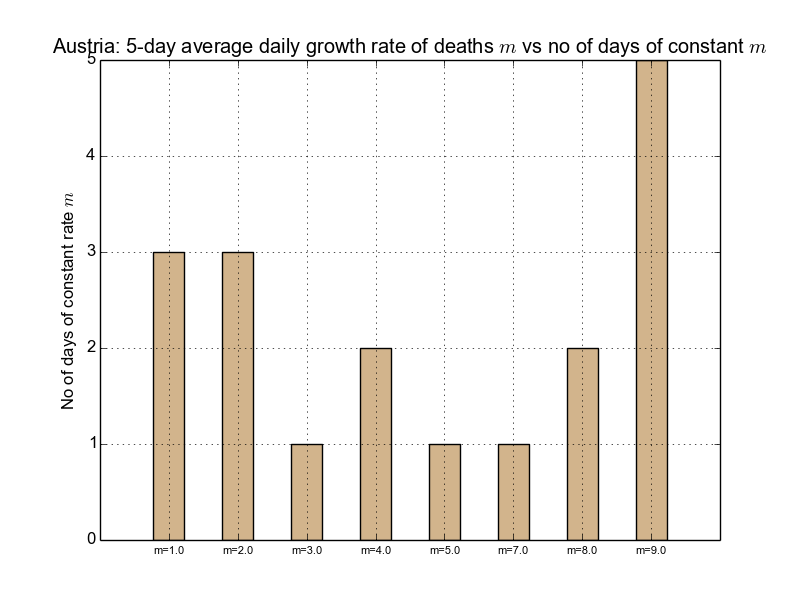 Austria: 5-day average daily growth rate of deaths m vs no of days of constant m
5
4
3
2
1
0
No of days of constant rate m
m=1.0 m=2.0 m=3.0 m=4.0 m=5.0 m=7.0 m=8.0 m=9.0